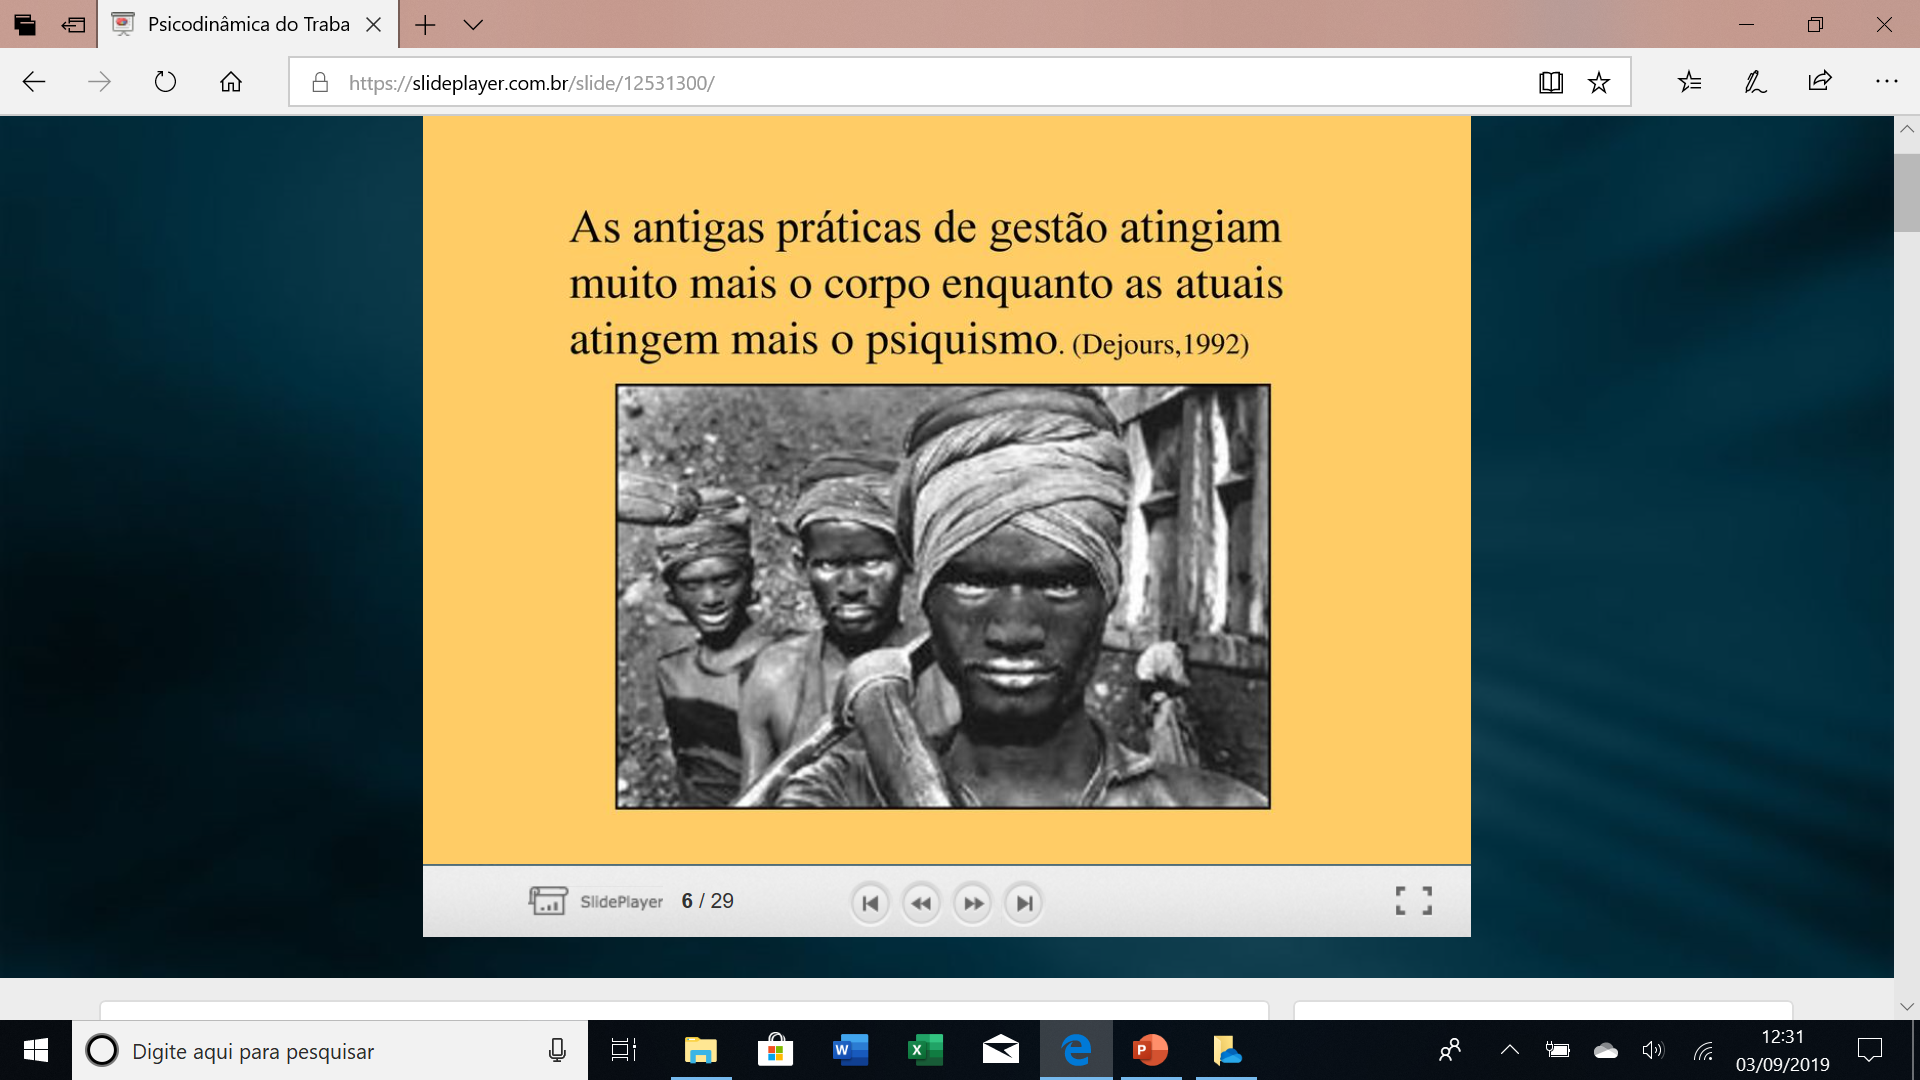 Psicodinâmica do Traba
https://slideplayer.com.br/slide/12531300/
As antigas práticas de gestão atingiam
muito mais o corpo enquanto as atuais
atingem mais o psiquismo. (Dejours,1992)
SlidePlayer 6 / 29
Digite aqui para pesquisar
12:31
03/09/2019